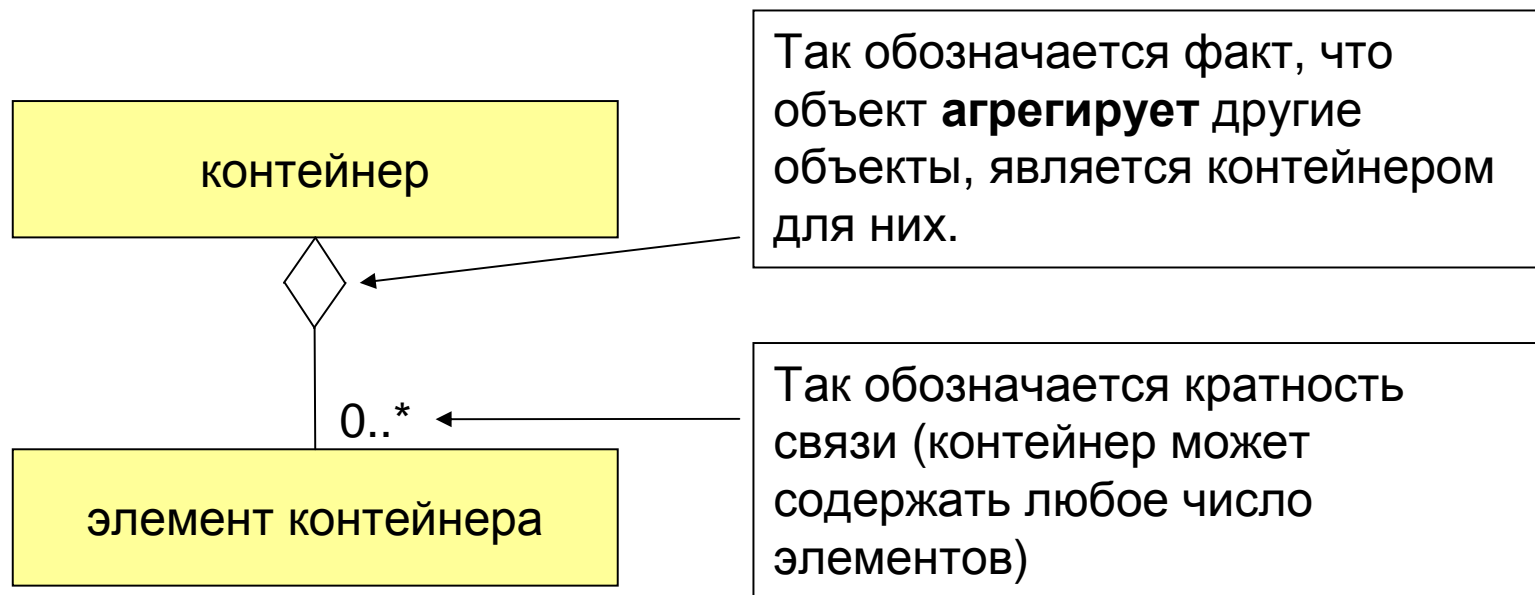 Так обозначается факт, что
объект агрегирует другие
объекты, является контейнером
для них.
контейнер
0..*
Так обозначается кратность
связи (контейнер может
содержать любое число
элементов)
элемент контейнера